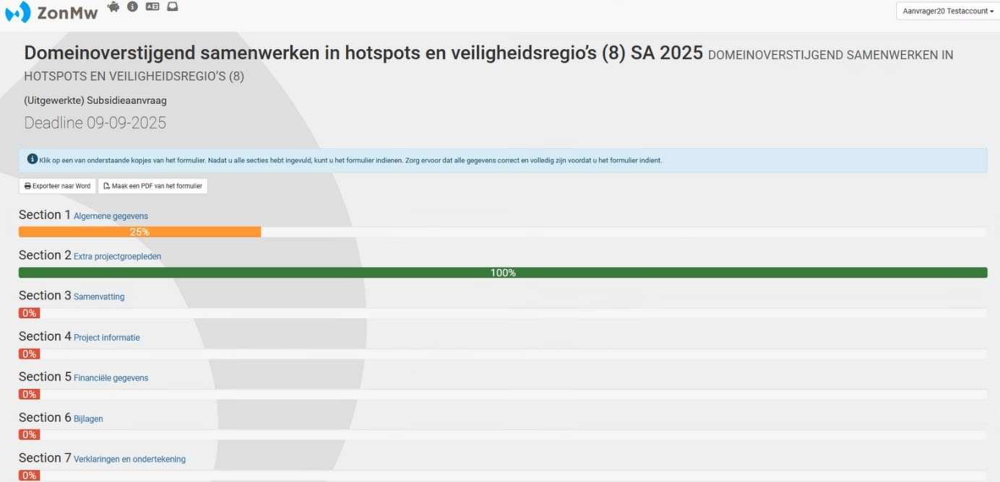 ZonMw
Aanvrager20 Testaccount
Domeinoverstijgend samenwerken in hotspots en veiligheidsregio’s (8) SA 2025 DOMEINOVERSTIJGEND SAMENWERKEN IN
HOTSPOTS EN VEILIGHEIDSREGIO’S (8)
(Uitgewerkte) Subsidieaanvraag
Deadline 09-09-2025
Klik op een van onderstaande kopjes van het formulier. Nadat u alle secties hebt ingevuld, kunt u het formulier indienen. Zorg ervoor dat alle gegevens correct en volledig zijn voordat u het formulier indient.
Exporteer naar Word Maak een PDF van het formulier
Section 1 Algemene gegevens
25%
Section 2 Extra projectgroepleden
100%
Section 3 Samenvatting
0%
Section 4 Project informatie
0%
Section 5 Financiële gegevens
0%
Section 6 Bijlagen
0%
Section 7 Verklaringen en ondertekening
0%